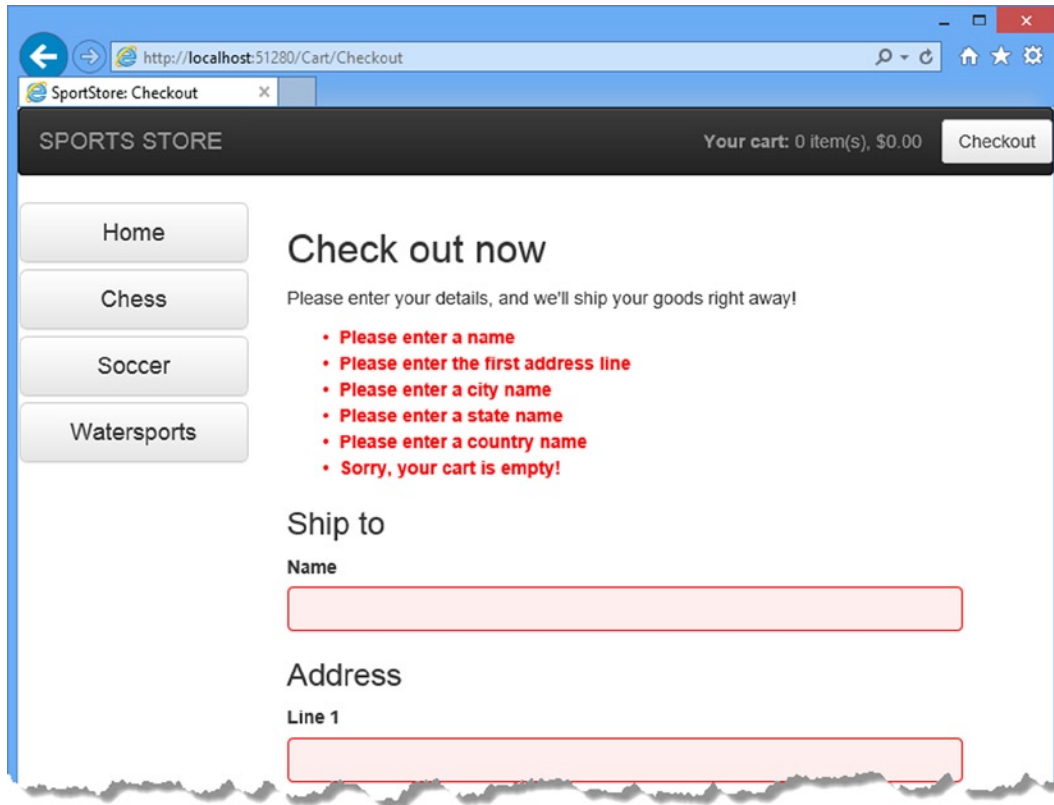 http://localhost:51280/Cart/Checkout
SportStore: Checkout
SPORTS STORE
Your cart: 0 item(s), $0.00
Checkout
Home
Chess
Soccer
Watersports
Check out now
Please enter your details, and we'll ship your goods right away!
• Please enter a name
• Please enter the first address line
• Please enter a city name
• Please enter a state name
• Please enter a country name
• Sorry, your cart is empty!
Ship to
Name
Address
Line 1